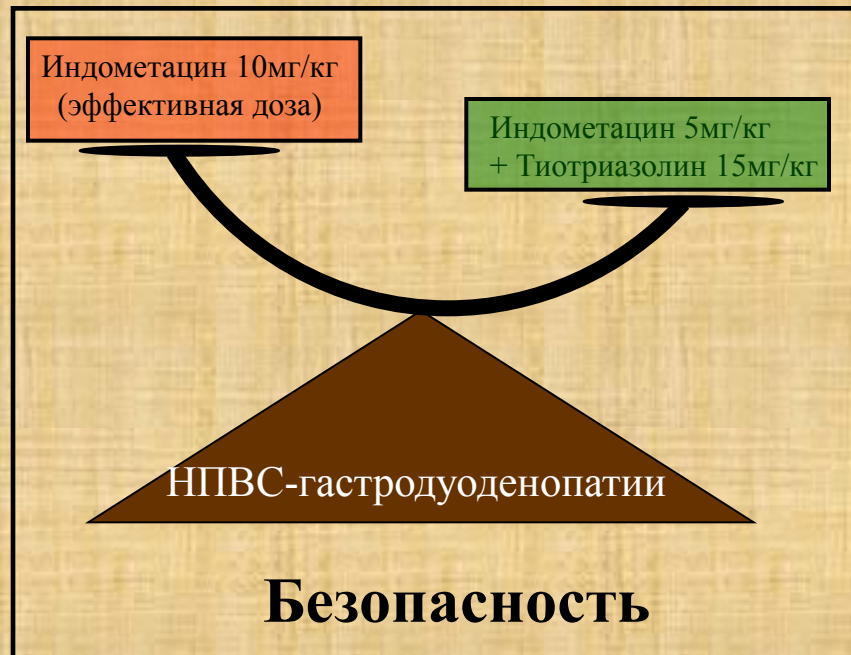 Индометацин 10мг/кг
(эффективная доза)
Индометацин 5мг/кг
+ Тиотриазолин 15мг/кг
НПВС-гастродуоденопатии
Безопасность